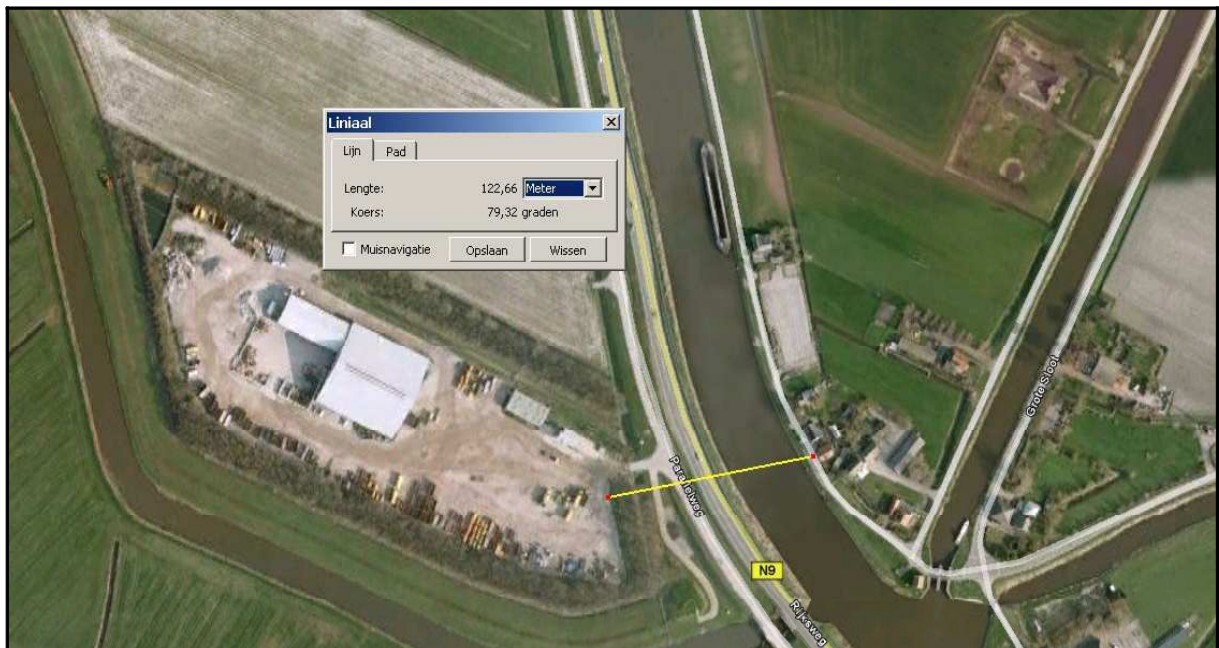 Liniaal
Lijn Pad
Lengte: 122,66 Meter
Koers: 79,32 graden
Muisnavigatie Opslaan Wissen
Grote Sloot
Parallelweg
N9
Rijksweg